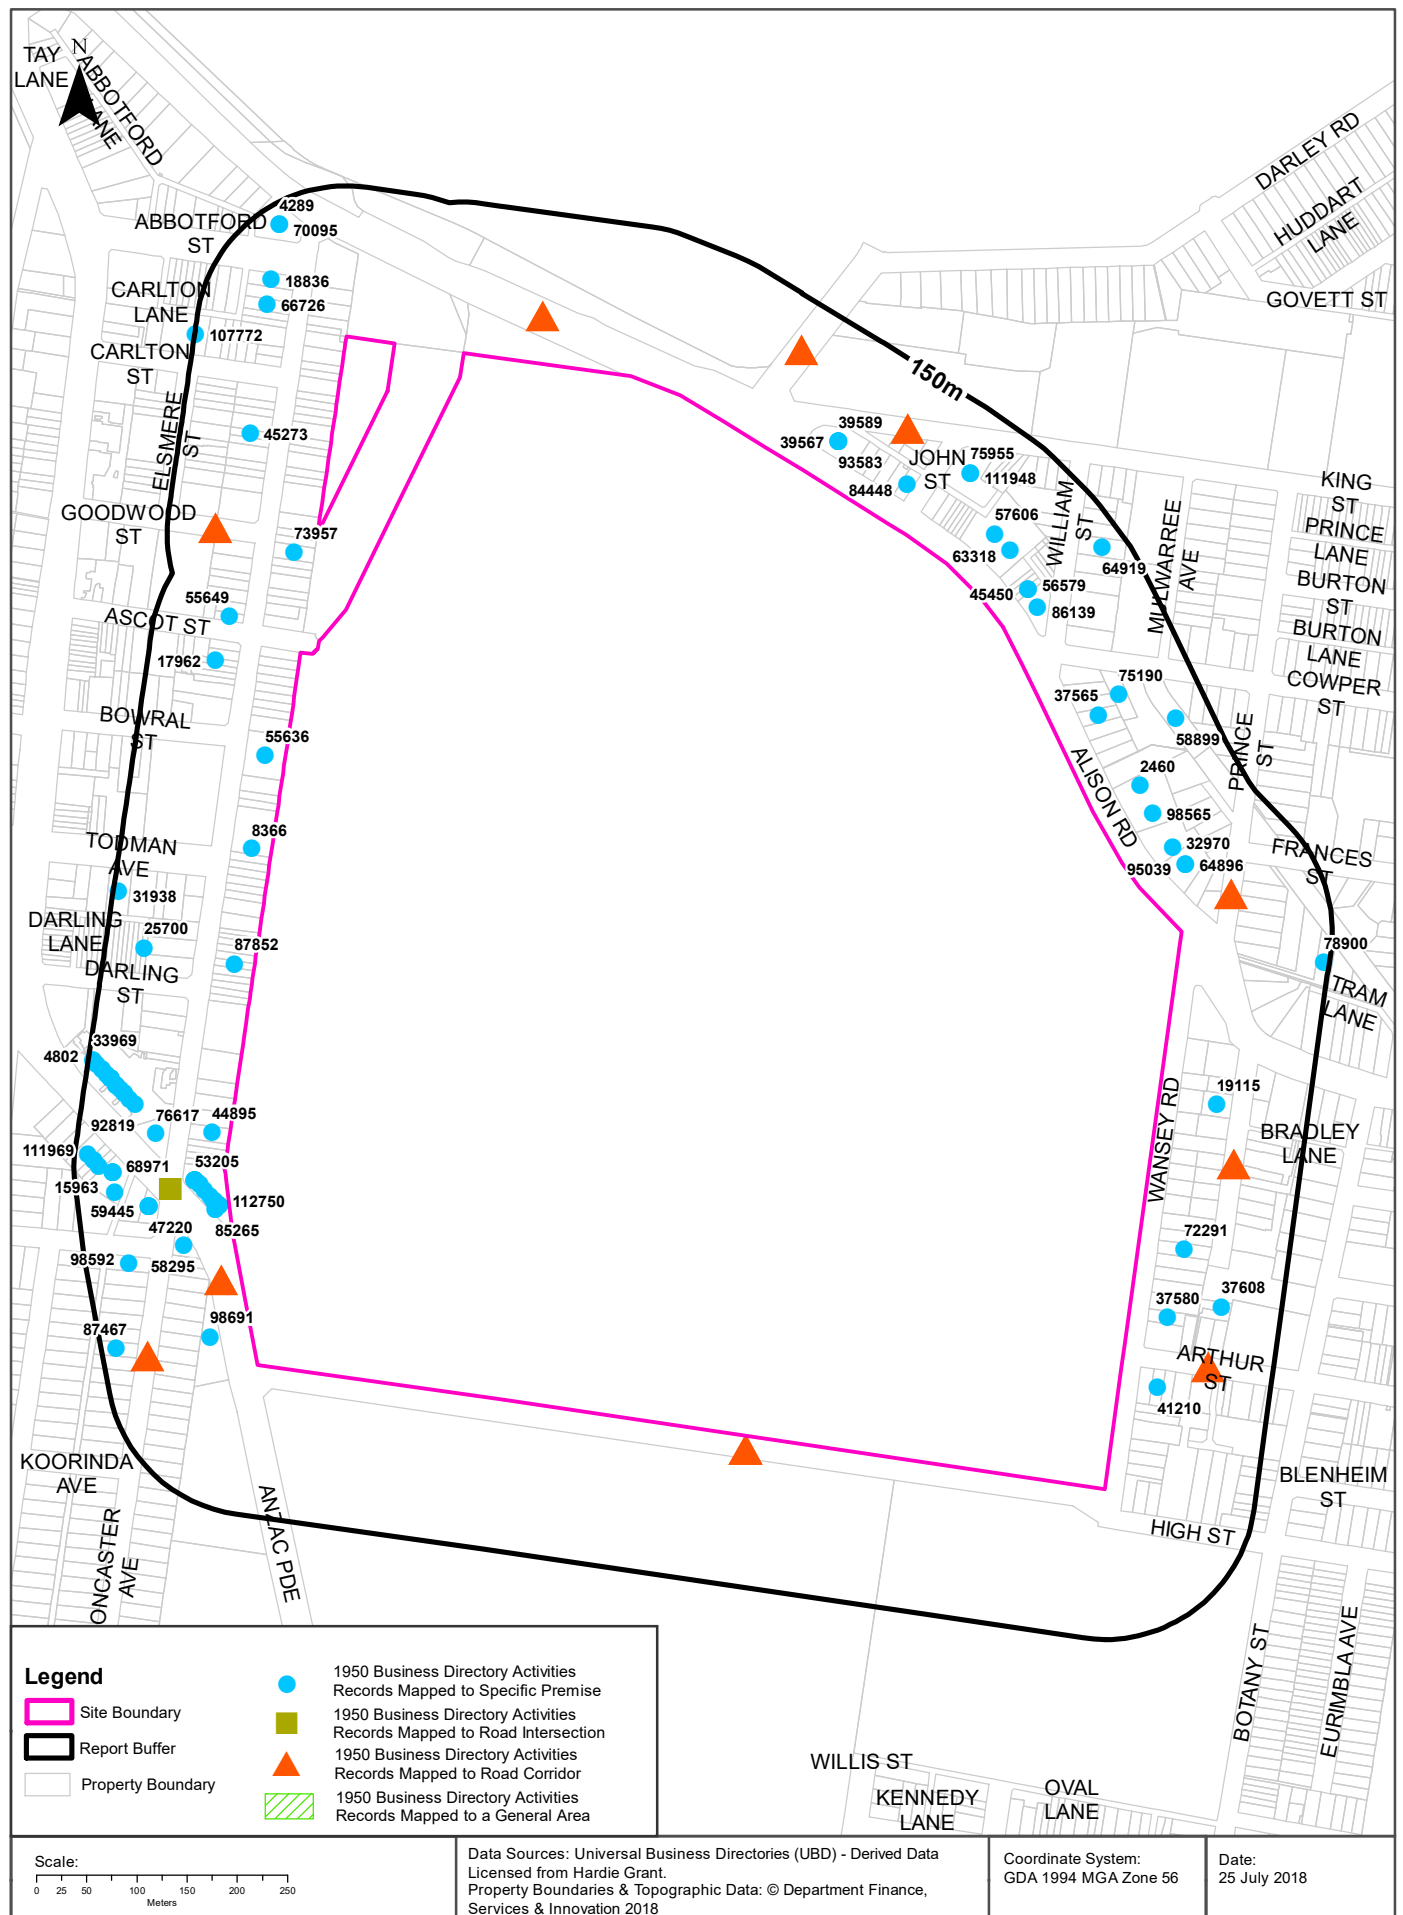 N
TAY
LANE
ABBOTFORD
LANE
DARLEY RD
HUDDART
LANE
GOVETT ST
4289
ABBOTFORD
ST
70095
18836
CARLTON
LANE
66726
107772
CARLTON
ST
150m
ELSMERE
ST
45273
39589
39567
93583
JOHN
ST
75955
111948
84448
KING
ST
GOODWOOD
ST
73957
57606
WILLIAM
ST
63318
64919
MULWARREE
AVE
PRINCE
LANE
BURTON
ST
55649
ASCOT ST
45450
56579
86139
BURTON
LANE
17962
COWPER
ST
75190
37565
BOWRAL
ST
58899
PRINCE
ST
55636
2460
ALISON RD
98565
8366
TODMAN
AVE
32970
95039
64896
FRANCES
ST
31938
DARLING
LANE
25700
87852
DARLING
ST
78900
TRAM
LANE
33969
4802
19115
WANSEY RD
BRADLEY
LANE
92819
76617
44895
111969
68971
53205
15963
112750
59445
47220
85265
98592
58295
72291
37608
37580
87467
98691
ARTHUR
ST
41210
KOORINDA
AVE
ONCASTER
AVE
ANZAC PDE
BLENHEIM
ST
HIGH ST
BOTANY ST
EURIMBLA AVE
WILLIS ST
KENNEDY
LANE
OVAL
LANE
Legend
Site Boundary
Report Buffer
Property Boundary
1950 Business Directory Activities
Records Mapped to Specific Premise
1950 Business Directory Activities
Records Mapped to Road Intersection
1950 Business Directory Activities
Records Mapped to Road Corridor
1950 Business Directory Activities
Records Mapped to a General Area
Scale:
0 25 50 100 150 200 250
Meters
Data Sources: Universal Business Directories (UBD) - Derived Data
Licensed from Hardie Grant.
Property Boundaries & Topographic Data: © Department Finance,
Services & Innovation 2018
Coordinate System:
GDA 1994 MGA Zone 56
Date:
25 July 2018